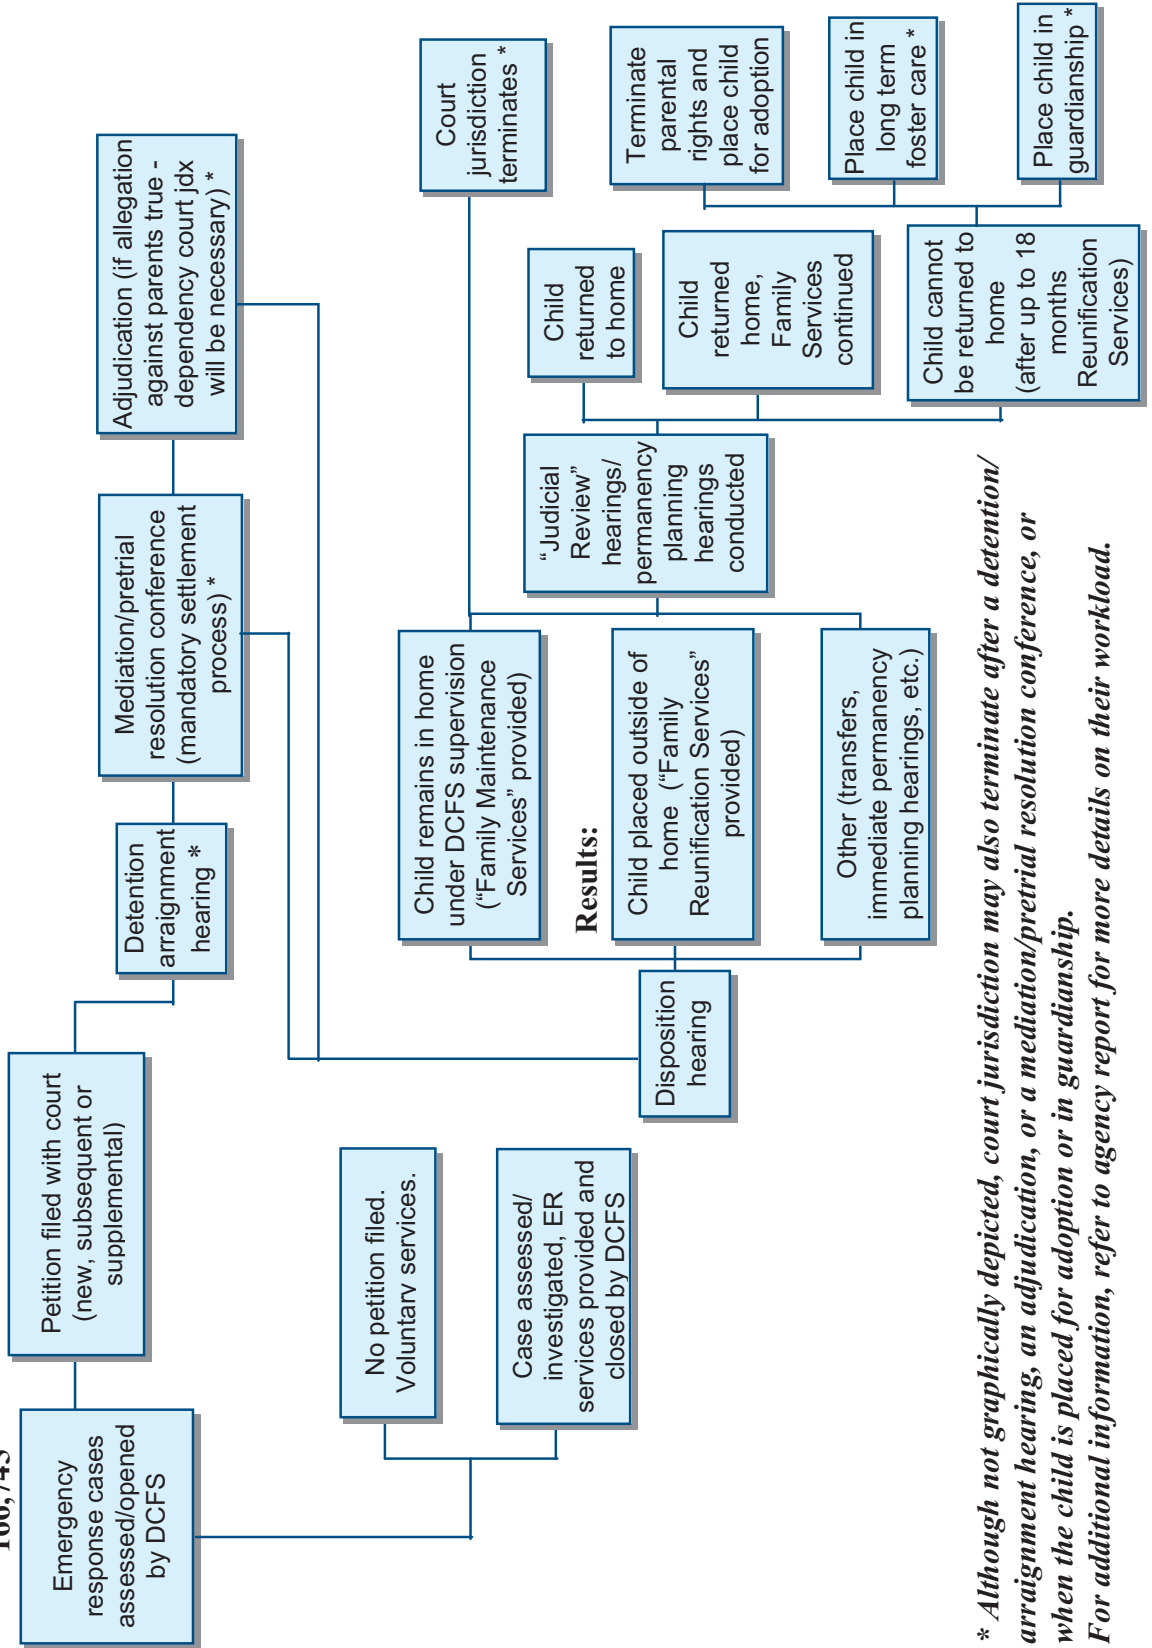 Emergency
response cases
assessed/opened
by DCFS
Petition filed with court
(new, subsequent or
supplemental)
Detention
arraignment
hearing *
Mediation/pretrial
resolution conference
(mandatory settlement
process) *
Adjudication (if allegation
against parents true -
dependency court jdx
will be necessary) *
No petition filed.
Voluntary services.
Case assessed/
investigated, ER
services provided and
closed by DCFS
Disposition
hearing
Results:
Child remains in home
under DCFS supervision
(“Family Maintenance
Services” provided)
Child placed outside of
home (“Family
Reunification Services”
provided)
Other (transfers,
immediate permanency
planning hearings, etc.)
Court
jurisdiction
terminates *
“Judicial
Review”
hearings/
permanency
planning
hearings
conducted
Child
returned
to home
Child
returned
home,
Family
Services
continued
Child cannot
be returned to
home
(after up to 18
months
Reunification
Services)
Terminate
parental
rights and
place child
for adoption
Place child in
long term
foster care *
Place child in
guardianship *
* Although not graphically depicted, court jurisdiction may also terminate after a detention/
arraignment hearing, an adjudication, or a mediation/pretrial resolution conference, or
when the child is placed for adoption or in guardianship.
For additional information, refer to agency report for more details on their workload.